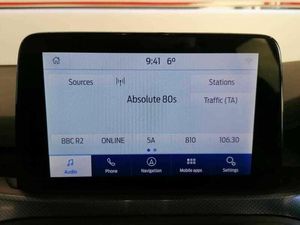 9:41 6°
Sources Stations
Absolute 80s
Traffic (TA)
BBC R2 ONLINE 5A 810 106.30
Audio Phone Navigation Mobile apps Settings